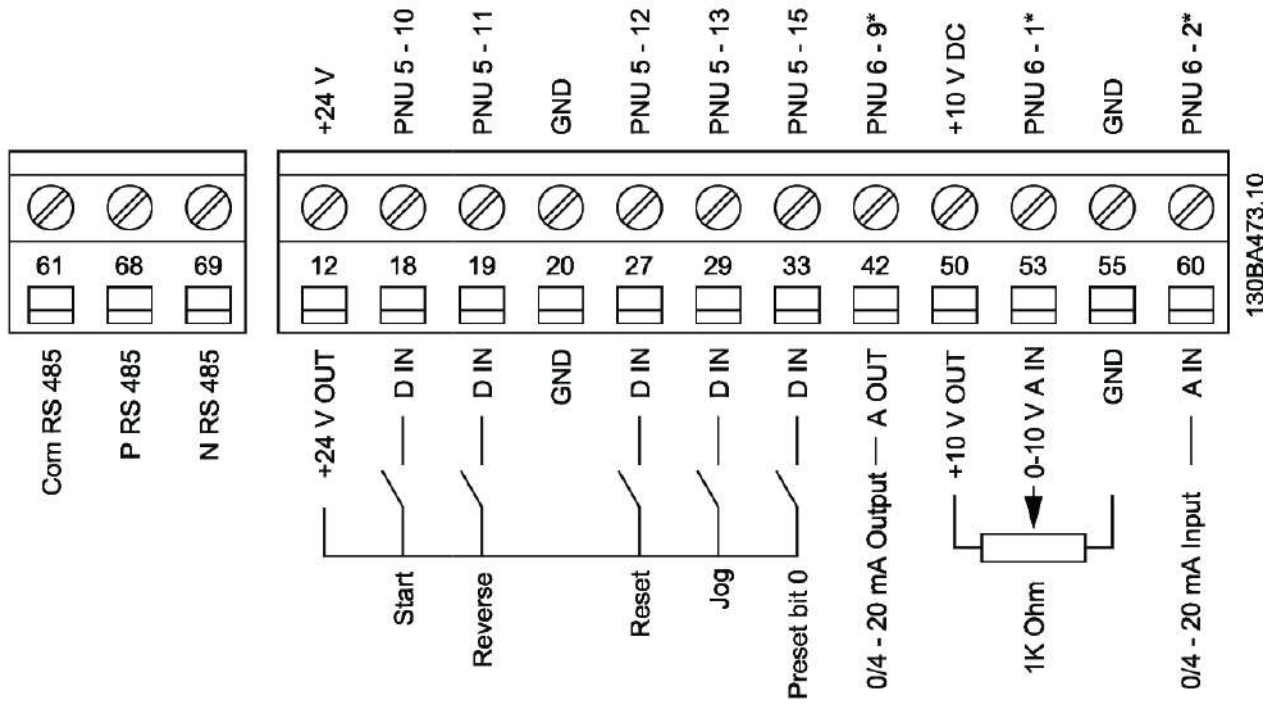 +24 V
PNU 5 - 10
PNU 5 - 11
GND
PNU 5 - 12
PNU 5 - 13
PNU 5 - 15
PNU 6 - 9*
+10 V DC
PNU 6 - 1*
GND
PNU 6 - 2*
61
68
69
12
18
19
20
27
29
33
42
50
53
55
60
130BA473.10
Com RS 485
P RS 485
N RS 485
+24 V OUT
D IN
D IN
GND
D IN
D IN
D IN
A OUT
+10 V OUT
0-10 V A IN
GND
A IN
Start
Reverse
Reset
Jog
Preset bit 0
0/4 - 20 mA Output
1K Ohm
0/4 - 20 mA Input